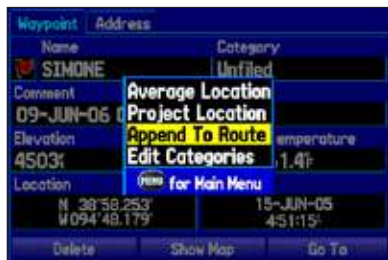 Waypoint Address
Name Category
SIMONE Unfiled
Comment
09-JUN-06
Average Location
Project Location
Append To Route
Edit Categories
MENU for Main Menu
Elevation emperature
Location
N 38°58.253'
W094°48.179'
15-JUN-05
4:51:15
Delete Show Map Go To